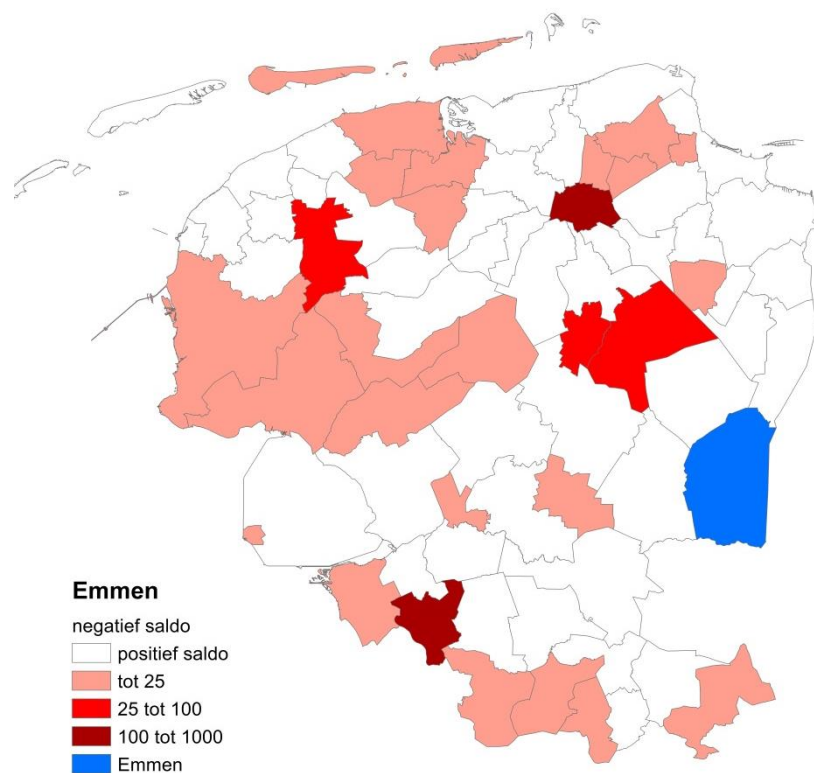 Emmen
negatief saldo
positief saldo
tot 25
25 tot 100
100 tot 1000
Emmen